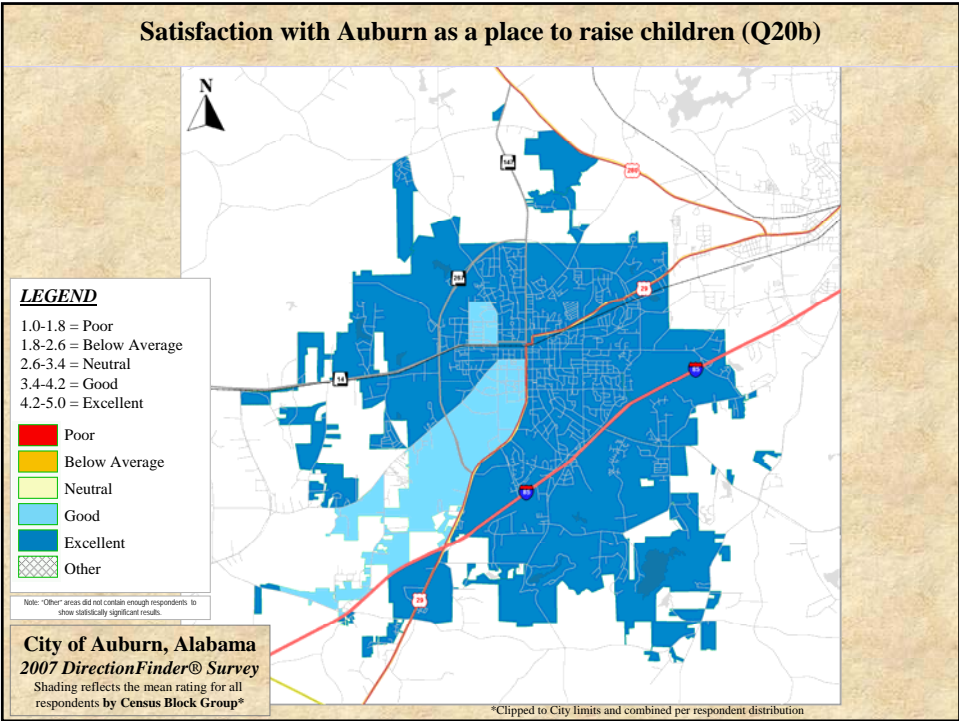 Satisfaction with Auburn as a place to raise children (Q20b)
N
147
280
267
29
14
85
85
29
LEGEND
1.0-1.8 = Poor
1.8-2.6 = Below Average
2.6-3.4 = Neutral
3.4-4.2 = Good
4.2-5.0 = Excellent
Poor
Below Average
Neutral
Good
Excellent
Other
Note: "Other" areas did not contain enough respondents to
show statistically significant results.
City of Auburn, Alabama
2007 DirectionFinder® Survey
Shading reflects the mean rating for all
respondents by Census Block Group*
*Clipped to City limits and combined per respondent distribution